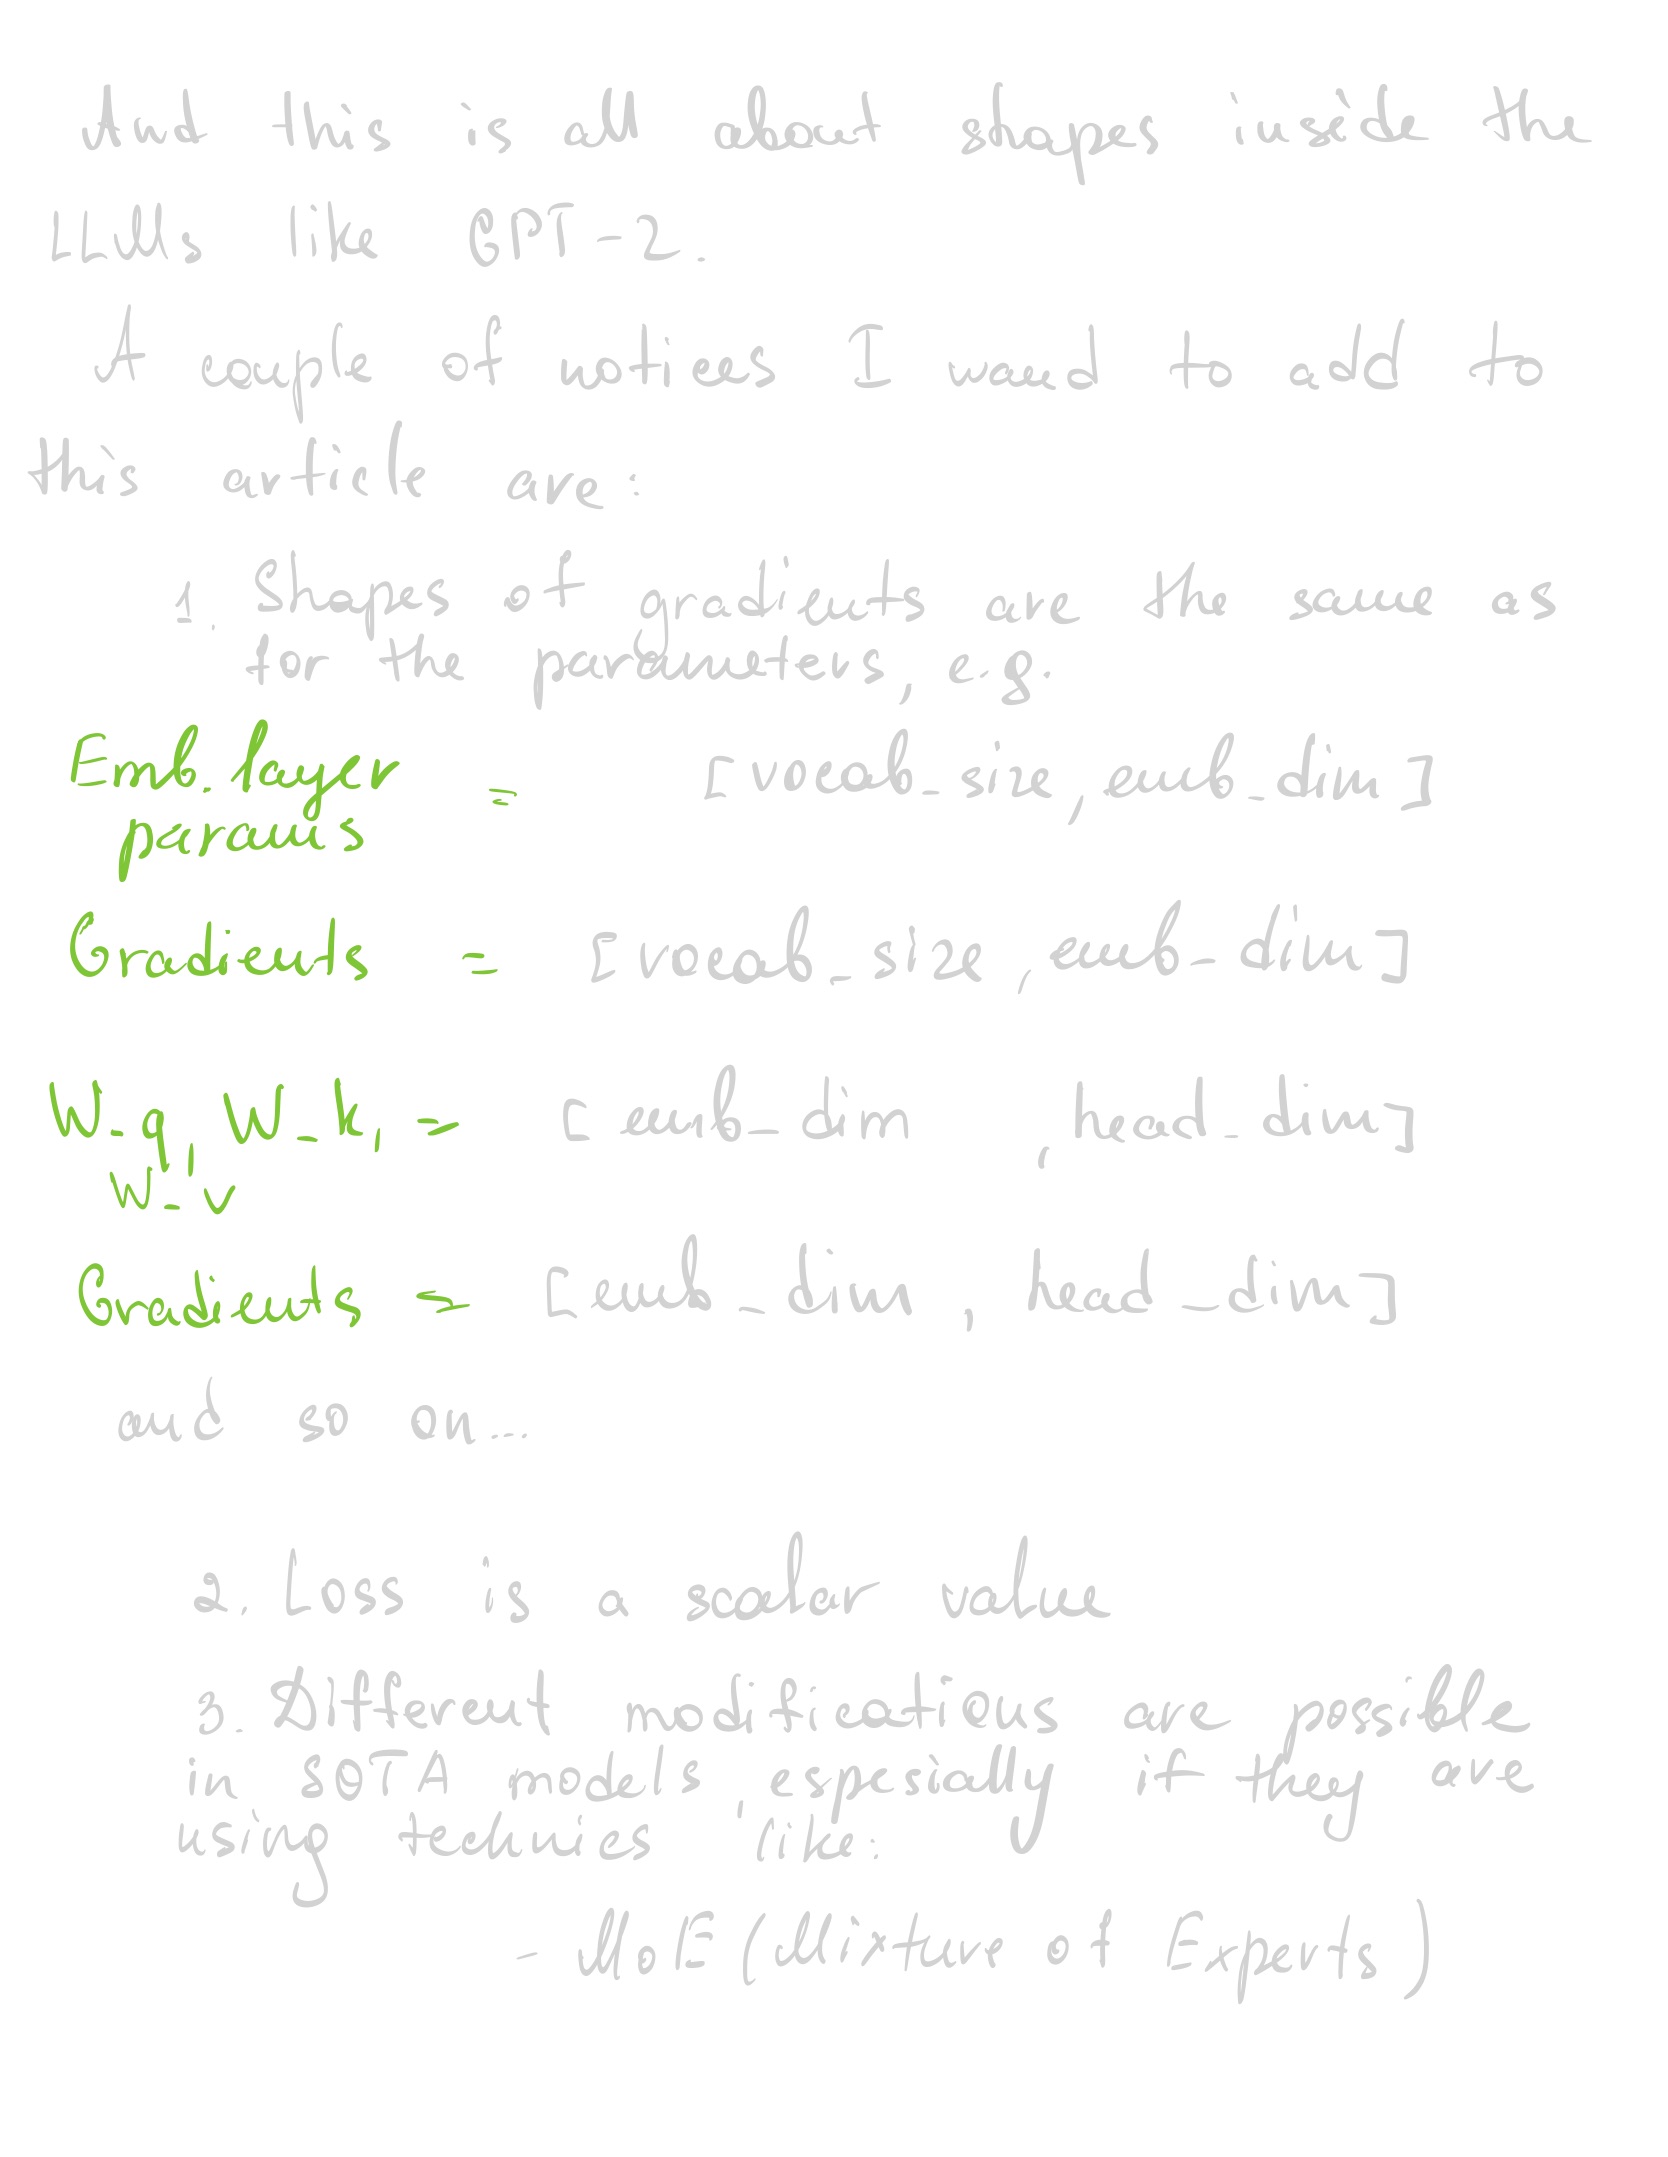 And this is all about shapes inside the
LLMs like GPT-2.
A couple of notices I wand to add to
this article are:
1. Shapes of gradients are the same as
for the parameters, e.g.
Emb. layer = [vocab_size, emb_dim]
params
Gradients = [vocab_size, emb_dim]
W_q, W_k, = [emb_dim , head_dim]
W_v
Gradients = [emb_dim , head_dim]
and so on...
2. Loss is a scalar value
3. Different modifications are possible
in SOTA models, espesially if they are
using technics like:
- MoE (Mixture of Experts)